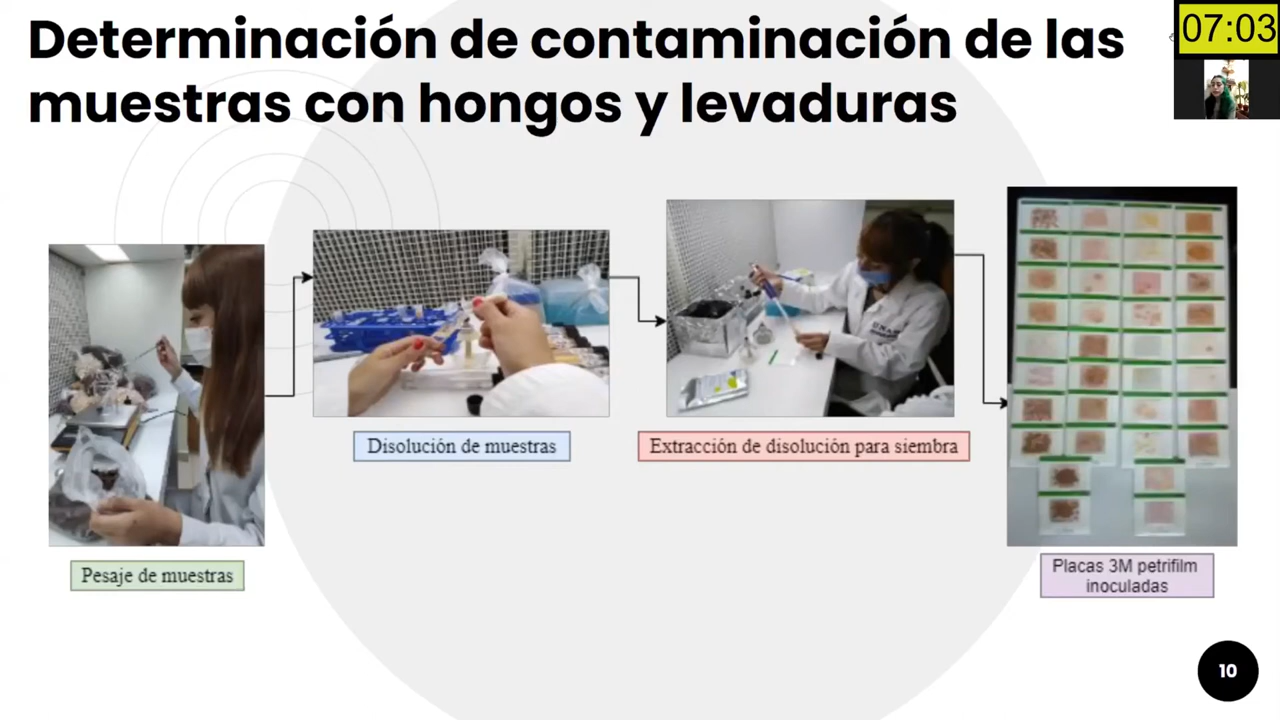 Determinación de contaminación de las
muestras con hongos y levaduras
07:03
Disolución de muestras
Extracción de disolución para siembra
Pesaje de muestras
Placas 3M petrifilm
inoculadas
10